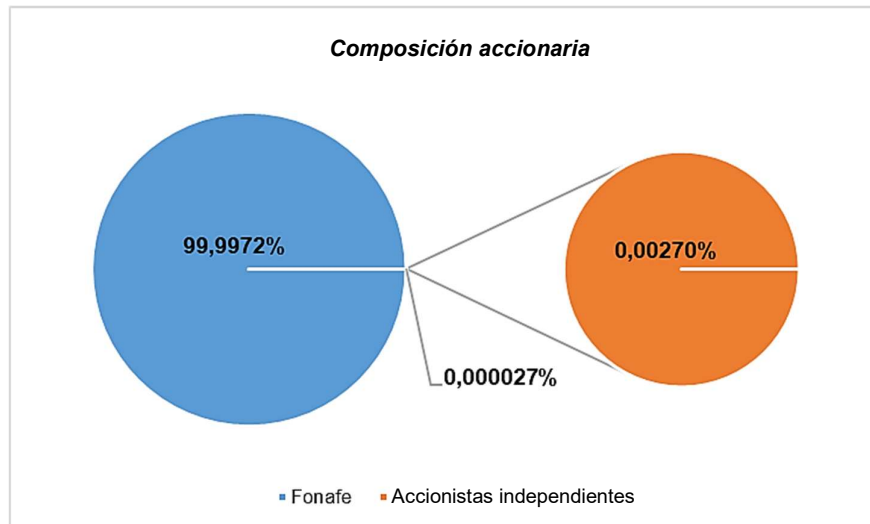 Composición accionaria
99,9972%
0,00270%
0,000027%
Fonafe
Accionistas independientes